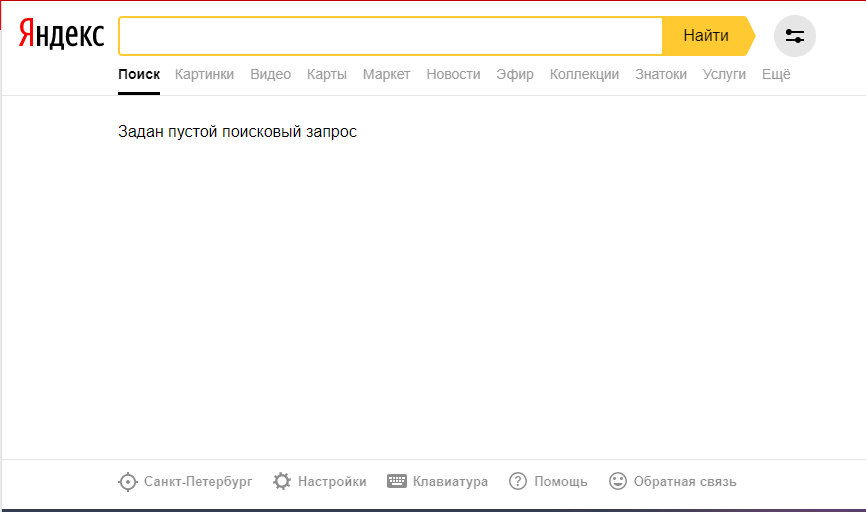 Яндекс
Найти
Поиск Картинки Видео Карты Маркет Новости Эфир Коллекции Знатоки Услуги Ещё
Задан пустой поисковый запрос
Санкт-Петербург Настройки Клавиатура Помощь Обратная связь